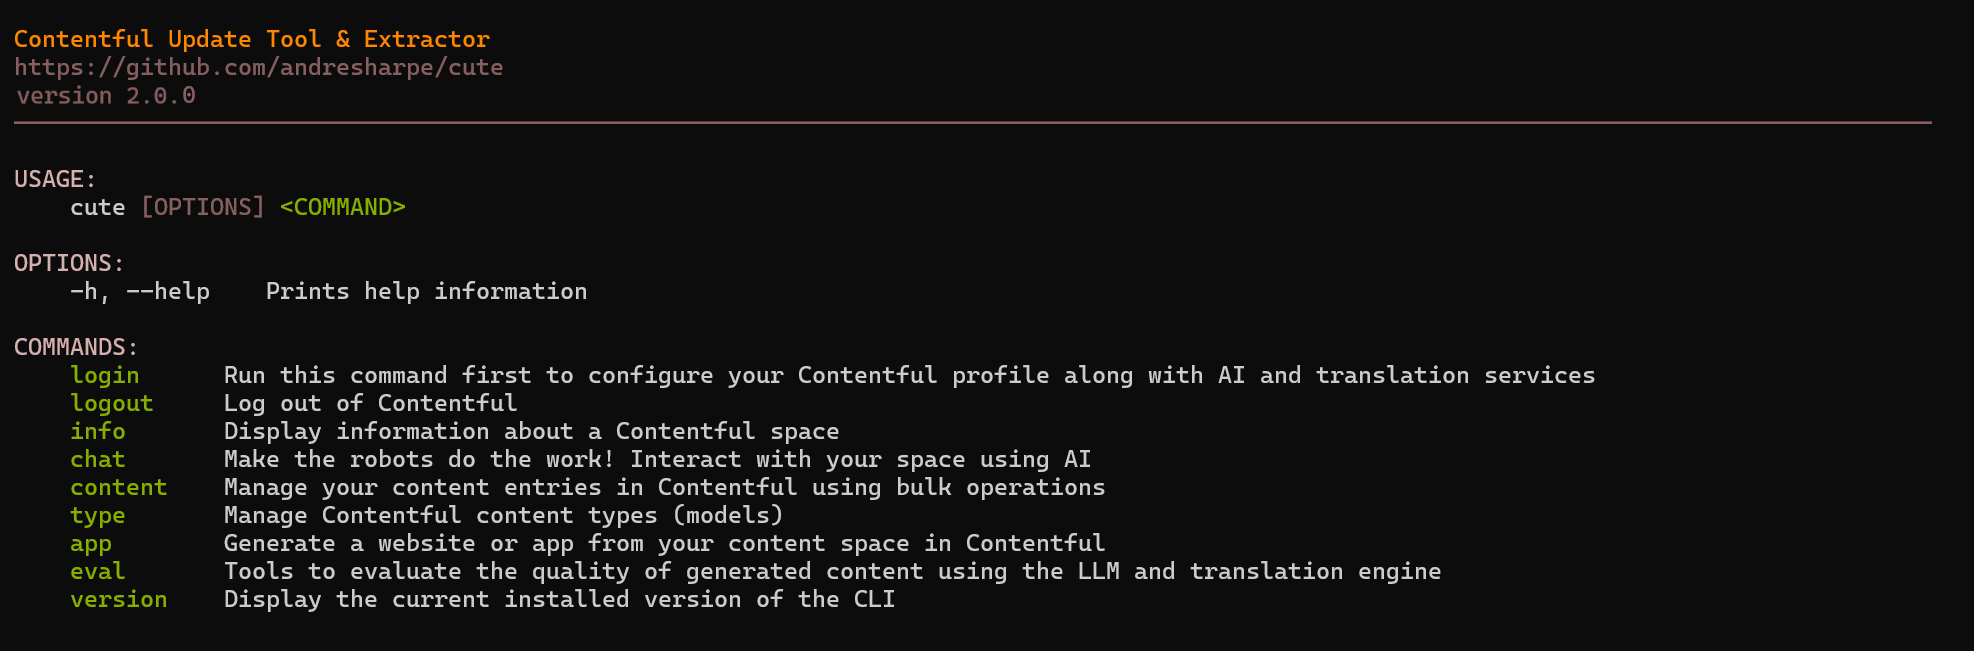 Contentful Update Tool & Extractor
https://github.com/andresharpe/cute
version 2.0.0
USAGE:
cute [OPTIONS] <COMMAND>
OPTIONS:
-h, --help    Prints help information
COMMANDS:
login      Run this command first to configure your Contentful profile along with AI and translation services
logout     Log out of Contentful
info       Display information about a Contentful space
chat       Make the robots do the work! Interact with your space using AI
content    Manage your content entries in Contentful using bulk operations
type       Manage Contentful content types (models)
app        Generate a website or app from your content space in Contentful
eval       Tools to evaluate the quality of generated content using the LLM and translation engine
version    Display the current installed version of the CLI